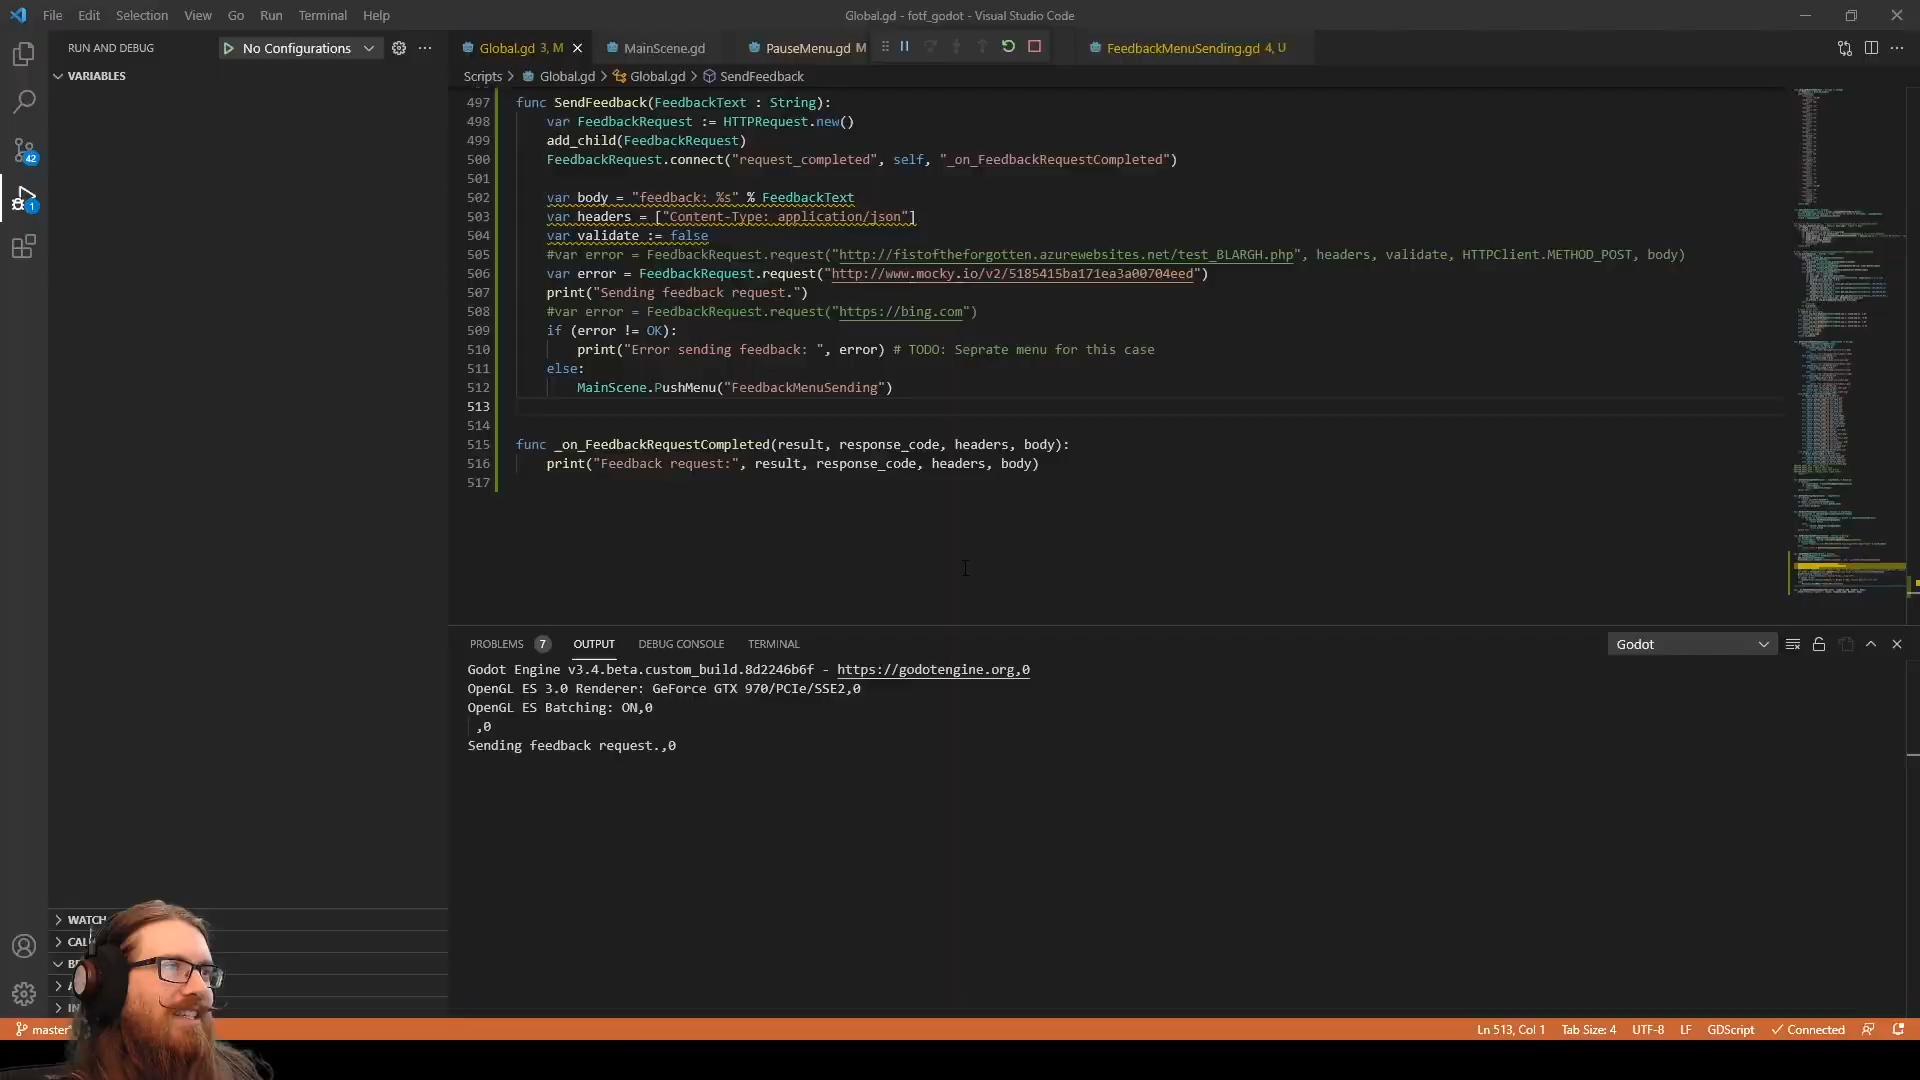 File Edit Selection View Go Run Terminal Help
Global.gd - fotf_godot - Visual Studio Code
RUN AND DEBUG
No Configurations
Global.gd 3, M
MainScene.gd
PauseMenu.gd M
FeedbackMenuSending.gd 4, U
VARIABLES
Scripts > Global.gd > Global.gd > SendFeedback
497 func SendFeedback(FeedbackText : String):
498 var FeedbackRequest := HTTPRequest.new()
499 add_child(FeedbackRequest)
500 FeedbackRequest.connect("request_completed", self, "_on_FeedbackRequestCompleted")
501
502 var body = "feedback: %s" % FeedbackText
503 var headers = ["Content-Type: application/json"]
504 var validate := false
505 #var error = FeedbackRequest.request("http://fistoftheforgotten.azurewebsites.net/test_BLARGH.php", headers, validate, HTTPClient.METHOD_POST, body)
506 var error = FeedbackRequest.request("http://www.mocky.io/v2/5185415ba171ea3a00704eed")
507 print("Sending feedback request.")
508 #var error = FeedbackRequest.request("https://bing.com")
509 if (error != OK):
510 print("Error sending feedback: ", error) # TODO: Seprate menu for this case
511 else:
512 MainScene.PushMenu("FeedbackMenuSending")
513
514
515 func _on_FeedbackRequestCompleted(result, response_code, headers, body):
516 print("Feedback request:", result, response_code, headers, body)
517
42
1
PROBLEMS 7 OUTPUT DEBUG CONSOLE TERMINAL
Godot
Godot Engine v3.4.beta.custom_build.8d2246b6f - https://godotengine.org,0
OpenGL ES 3.0 Renderer: GeForce GTX 970/PCIe/SSE2,0
OpenGL ES Batching: ON,0
,0
Sending feedback request.,0
WATCH
CAL
master*
Ln 513, Col 1 Tab Size: 4 UTF-8 LF GDScript Connected